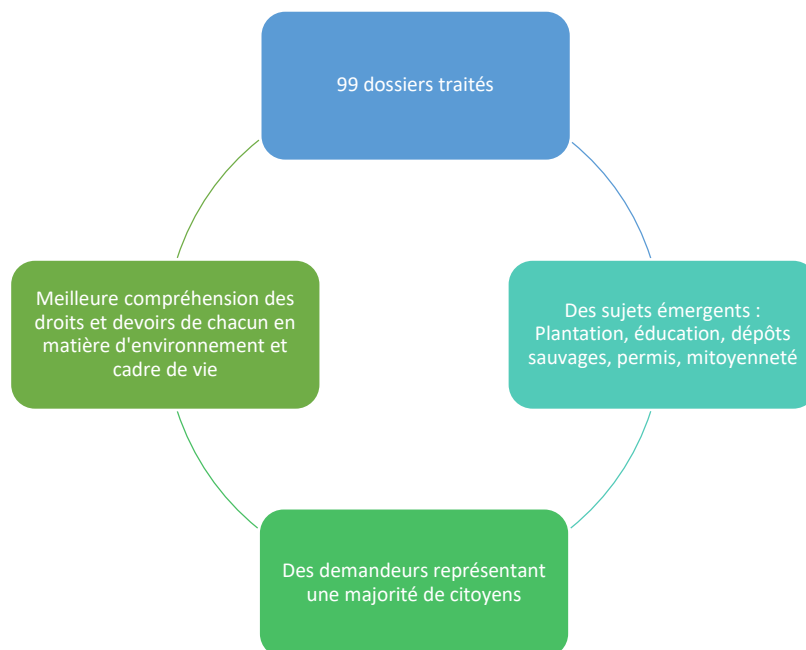 99 dossiers traités
Meilleure compréhension des
droits et devoirs de chacun en
matière d'environnement et
cadre de vie
Des sujets émergents :
Plantation, éducation, dépôts
sauvages, permis, mitoyenneté
Des demandeurs représentant
une majorité de citoyens